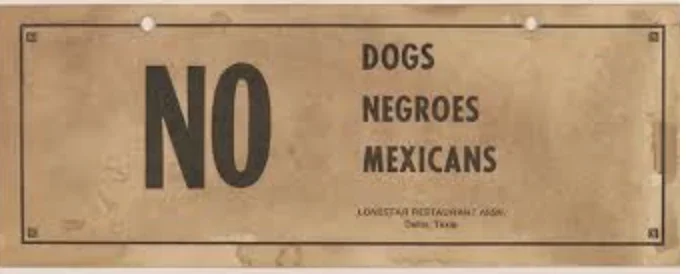 NO
DOGS
NEGROES
MEXICANS
LONESTAR RESTAURANT ASSN.
Dallas, Texas